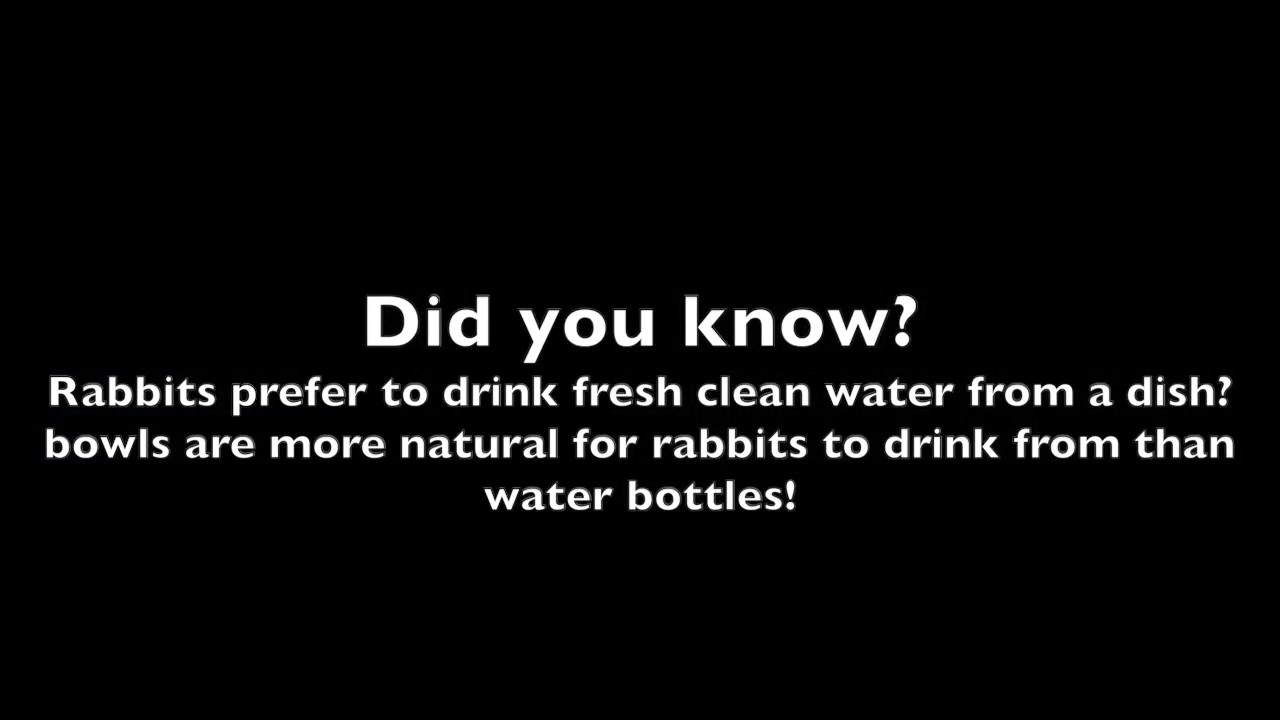 Did you know?
Rabbits prefer to drink fresh clean water from a dish?
bowls are more natural for rabbits to drink from than
water bottles!